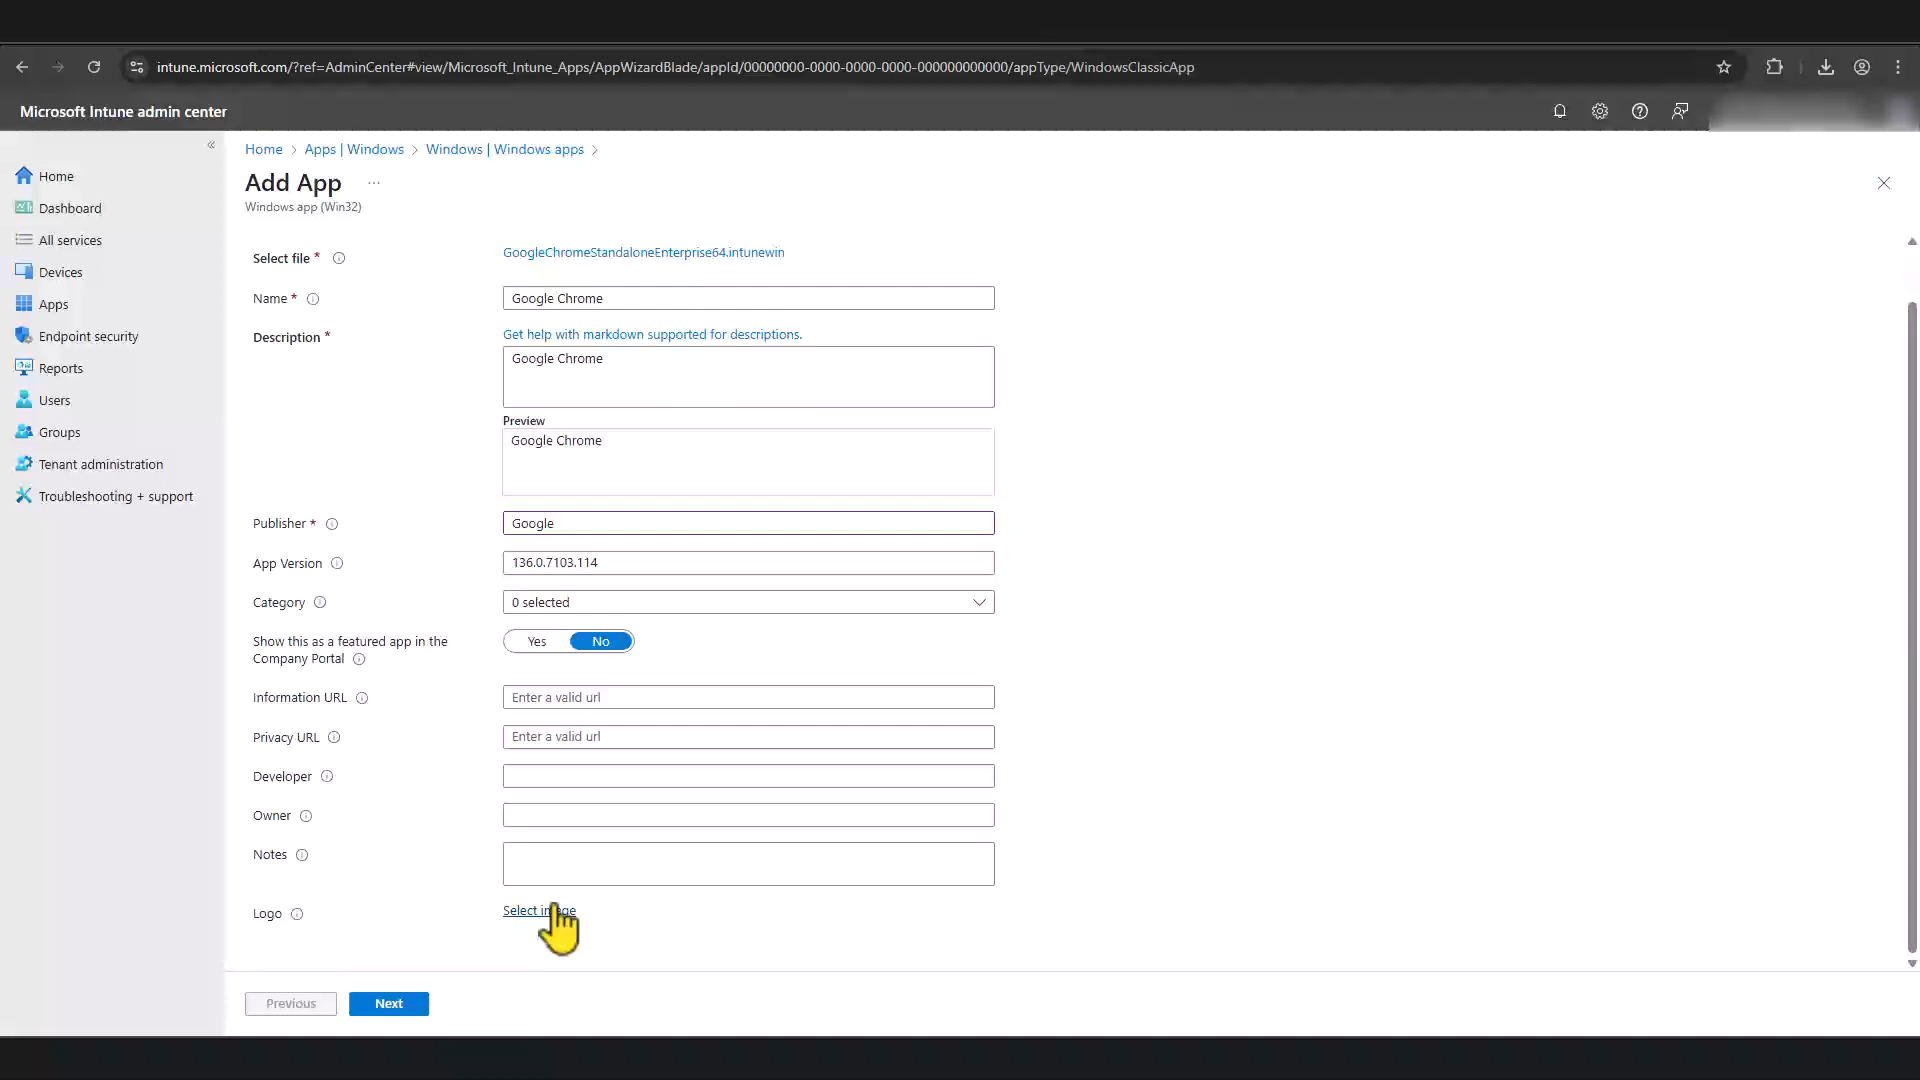 intune.microsoft.com/?ref=AdminCenter#view/Microsoft_Intune_Apps/AppWizardBlade/appId/00000000-0000-0000-0000-000000000000/appType/WindowsClassicApp
Microsoft Intune admin center
Home
Dashboard
All services
Devices
Apps
Endpoint security
Reports
Users
Groups
Tenant administration
Troubleshooting + support
Home > Apps | Windows > Windows | Windows apps >
Add App ...
Windows app (Win32)
Select file * GoogleChromeStandaloneEnterprise64.intunewin
Name * Google Chrome
Description * Get help with markdown supported for descriptions.
Google Chrome
Preview
Google Chrome
Publisher * Google
App Version 136.0.7103.114
Category 0 selected
Show this as a featured app in the
Company Portal
Yes No
Information URL Enter a valid url
Privacy URL Enter a valid url
Developer
Owner
Notes
Logo Select image
Previous Next